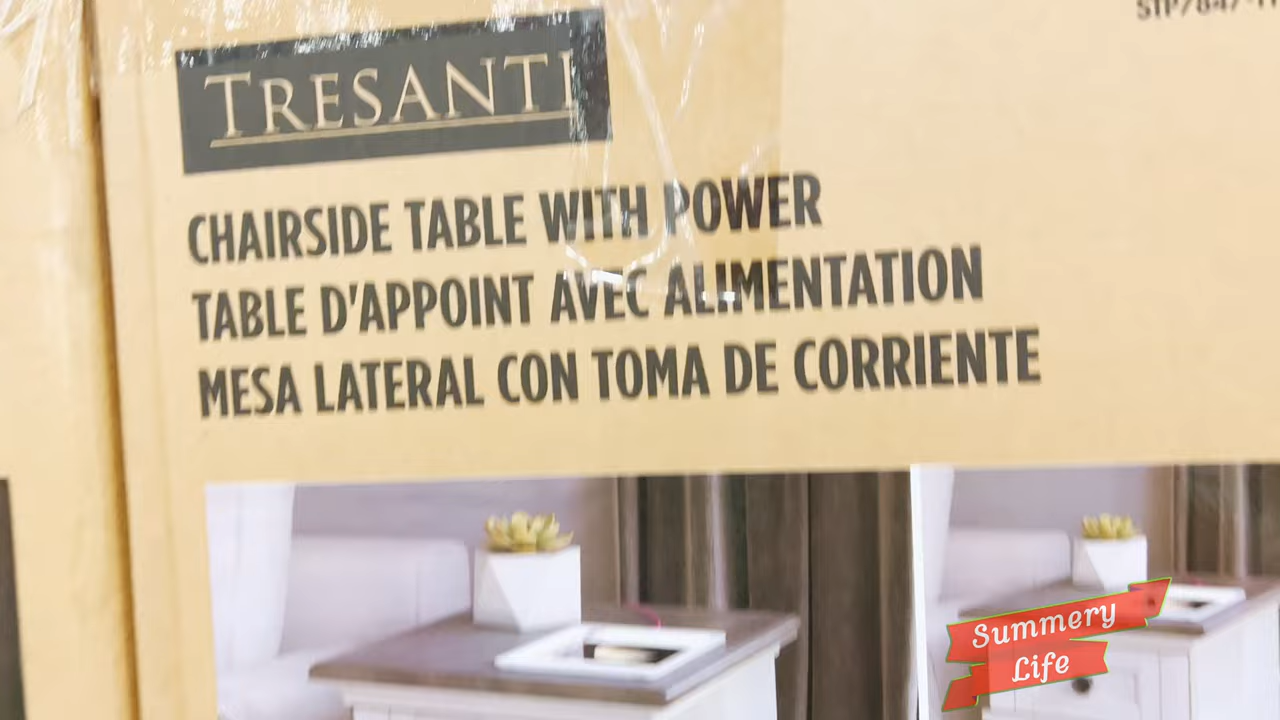 TRESANTI
CHAIRSIDE TABLE WITH POWER
TABLE D'APPOINT AVEC ALIMENTATION
MESA LATERAL CON TOMA DE CORRIENTE
Summery
Life